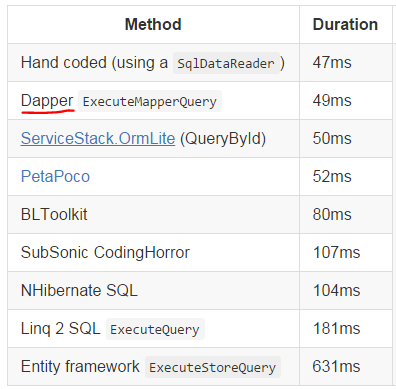 Method Duration
Hand coded (using a SqlDataReader) 47ms
Dapper ExecuteMapperQuery 49ms
ServiceStack.OrmLite (QueryById) 50ms
PetaPoco 52ms
BLToolkit 80ms
SubSonic CodingHorror 107ms
NHibernate SQL 104ms
Linq 2 SQL ExecuteQuery 181ms
Entity framework ExecuteStoreQuery 631ms